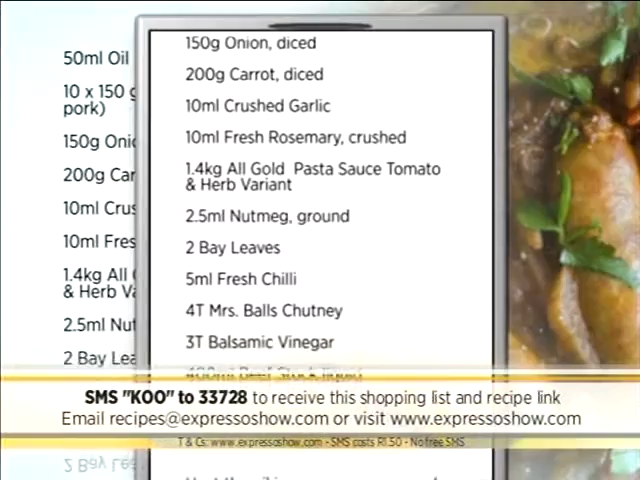 50ml Oil
10 x 150 g
pork)
150g Onio
200g Car
10ml Crus
10ml Fres
1.4kg All
& Herb Va
2.5ml Nut
2 Bay Lea
150g Onion, diced
200g Carrot, diced
10ml Crushed Garlic
10ml Fresh Rosemary, crushed
1.4kg All Gold Pasta Sauce Tomato
& Herb Variant
2.5ml Nutmeg, ground
2 Bay Leaves
5ml Fresh Chilli
4T Mrs. Balls Chutney
3T Balsamic Vinegar
400ml Beef Stock liquid
SMS "KOO" to 33728 to receive this shopping list and recipe link
Email recipes@expressoshow.com or visit www.expressoshow.com
T & Cs: www.expressoshow.com - SMS costs R1.50 - No free SMS